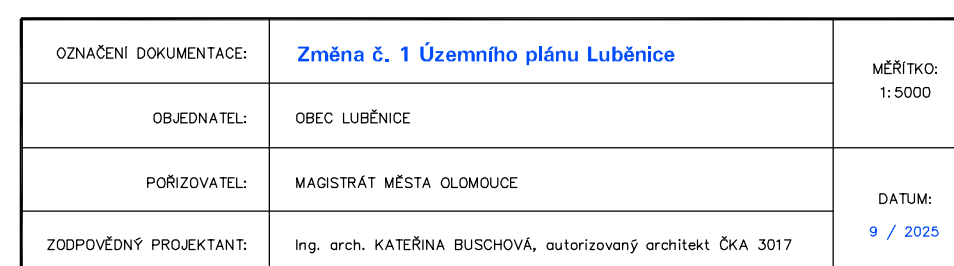 OZNAČENÍ DOKUMENTACE: Změna č. 1 Územního plánu Luběnice
MĚŘÍTKO:
1:5000
OBJEDNATEL: OBEC LUBĚNICE
POŘIZOVATEL: MAGISTRÁT MĚSTA OLOMOUCE
DATUM:
9 / 2025
ZODPOVĚDNÝ PROJEKTANT: Ing. arch. KATEŘINA BUSCHOVÁ, autorizovaný architekt ČKA 3017